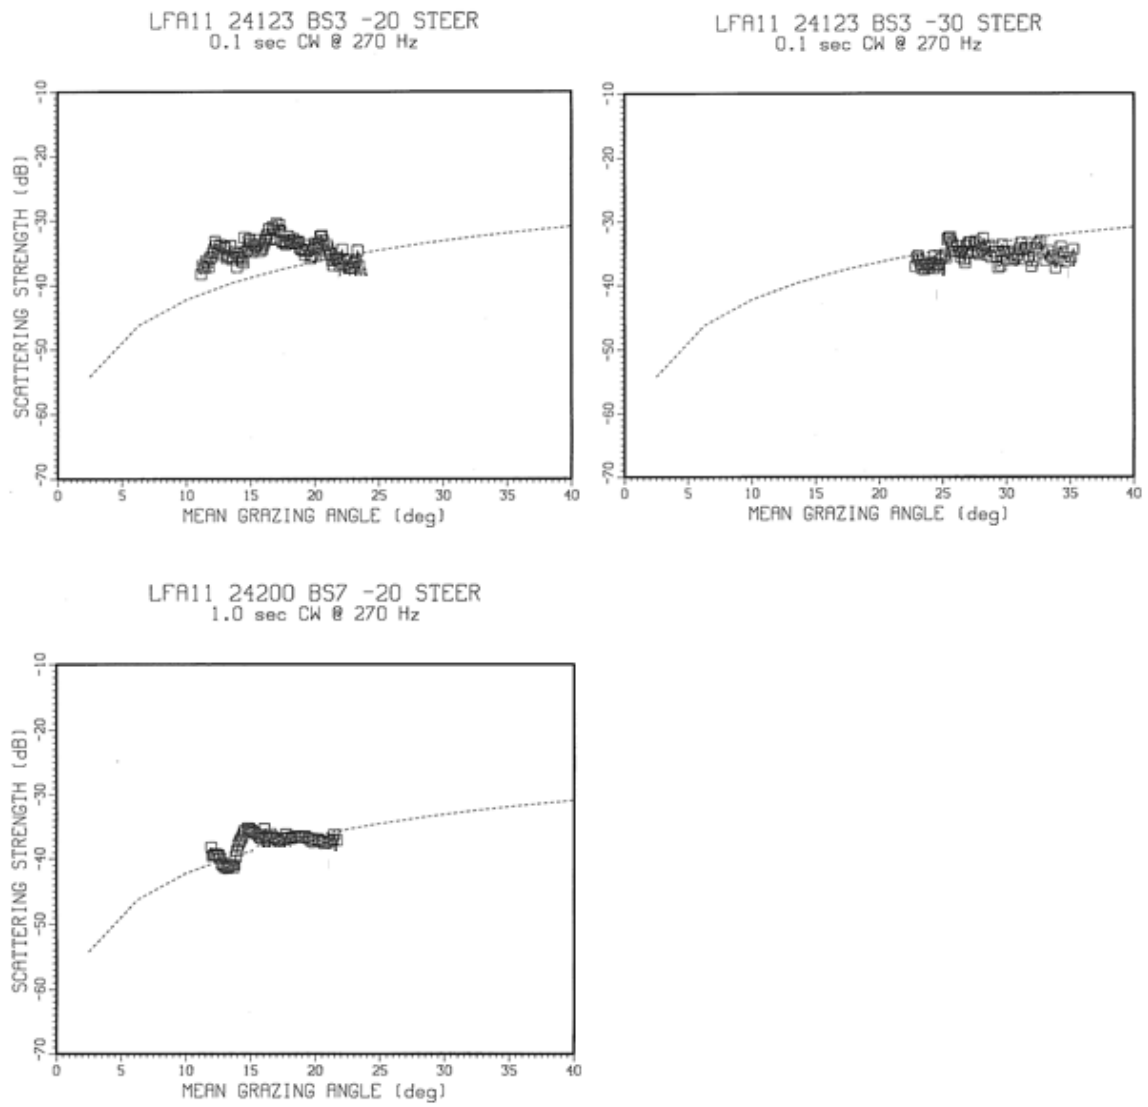 LFA11 24123 BS3 -20 STEER
0.1 sec CW @ 270 Hz
SCATTERING STRENGTH (dB)
-10
-20
-30
-40
-50
-60
-70
0 5 10 15 20 25 30 35 40
MEAN GRAZING ANGLE (deg)
LFA11 24123 BS3 -30 STEER
0.1 sec CW @ 270 Hz
-10
-20
-30
-40
-50
-60
-70
0 5 10 15 20 25 30 35 40
MEAN GRAZING ANGLE (deg)
LFA11 24200 BS7 -20 STEER
1.0 sec CW @ 270 Hz
SCATTERING STRENGTH (dB)
-10
-20
-30
-40
-50
-60
-70
0 5 10 15 20 25 30 35 40
MEAN GRAZING ANGLE (deg)